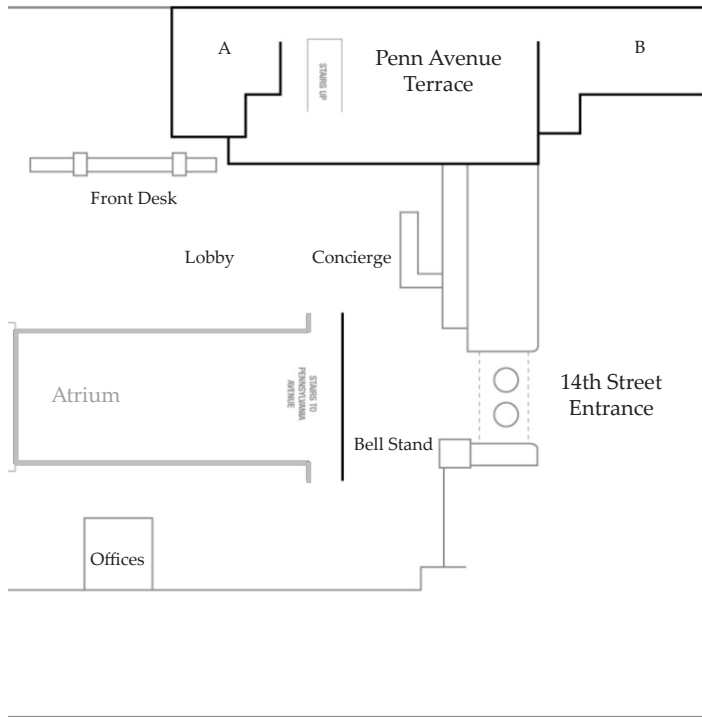 A
STAIRS UP
Penn Avenue
Terrace
B
Front Desk
Lobby
Concierge
Atrium
STAIRS TO
PENNSYLVANIA
AVENUE
14th Street
Entrance
Bell Stand
Offices